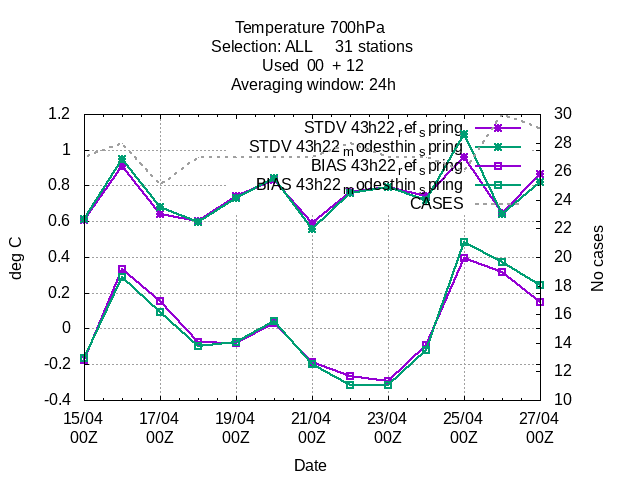 Temperature 700hPa
Selection: ALL 31 stations
Used 00 + 12
Averaging window: 24h
STDV 43h22_ref_spring
STDV 43h22_modesthin_spring
BIAS 43h22_ref_spring
BIAS 43h22_modesthin_spring
CASES
deg C
1.2
1
0.8
0.6
0.4
0.2
0
-0.2
-0.4
No cases
30
28
26
24
22
20
18
16
14
12
10
15/04 17/04 19/04 21/04 23/04 25/04 27/04
00Z 00Z 00Z 00Z 00Z 00Z 00Z
Date